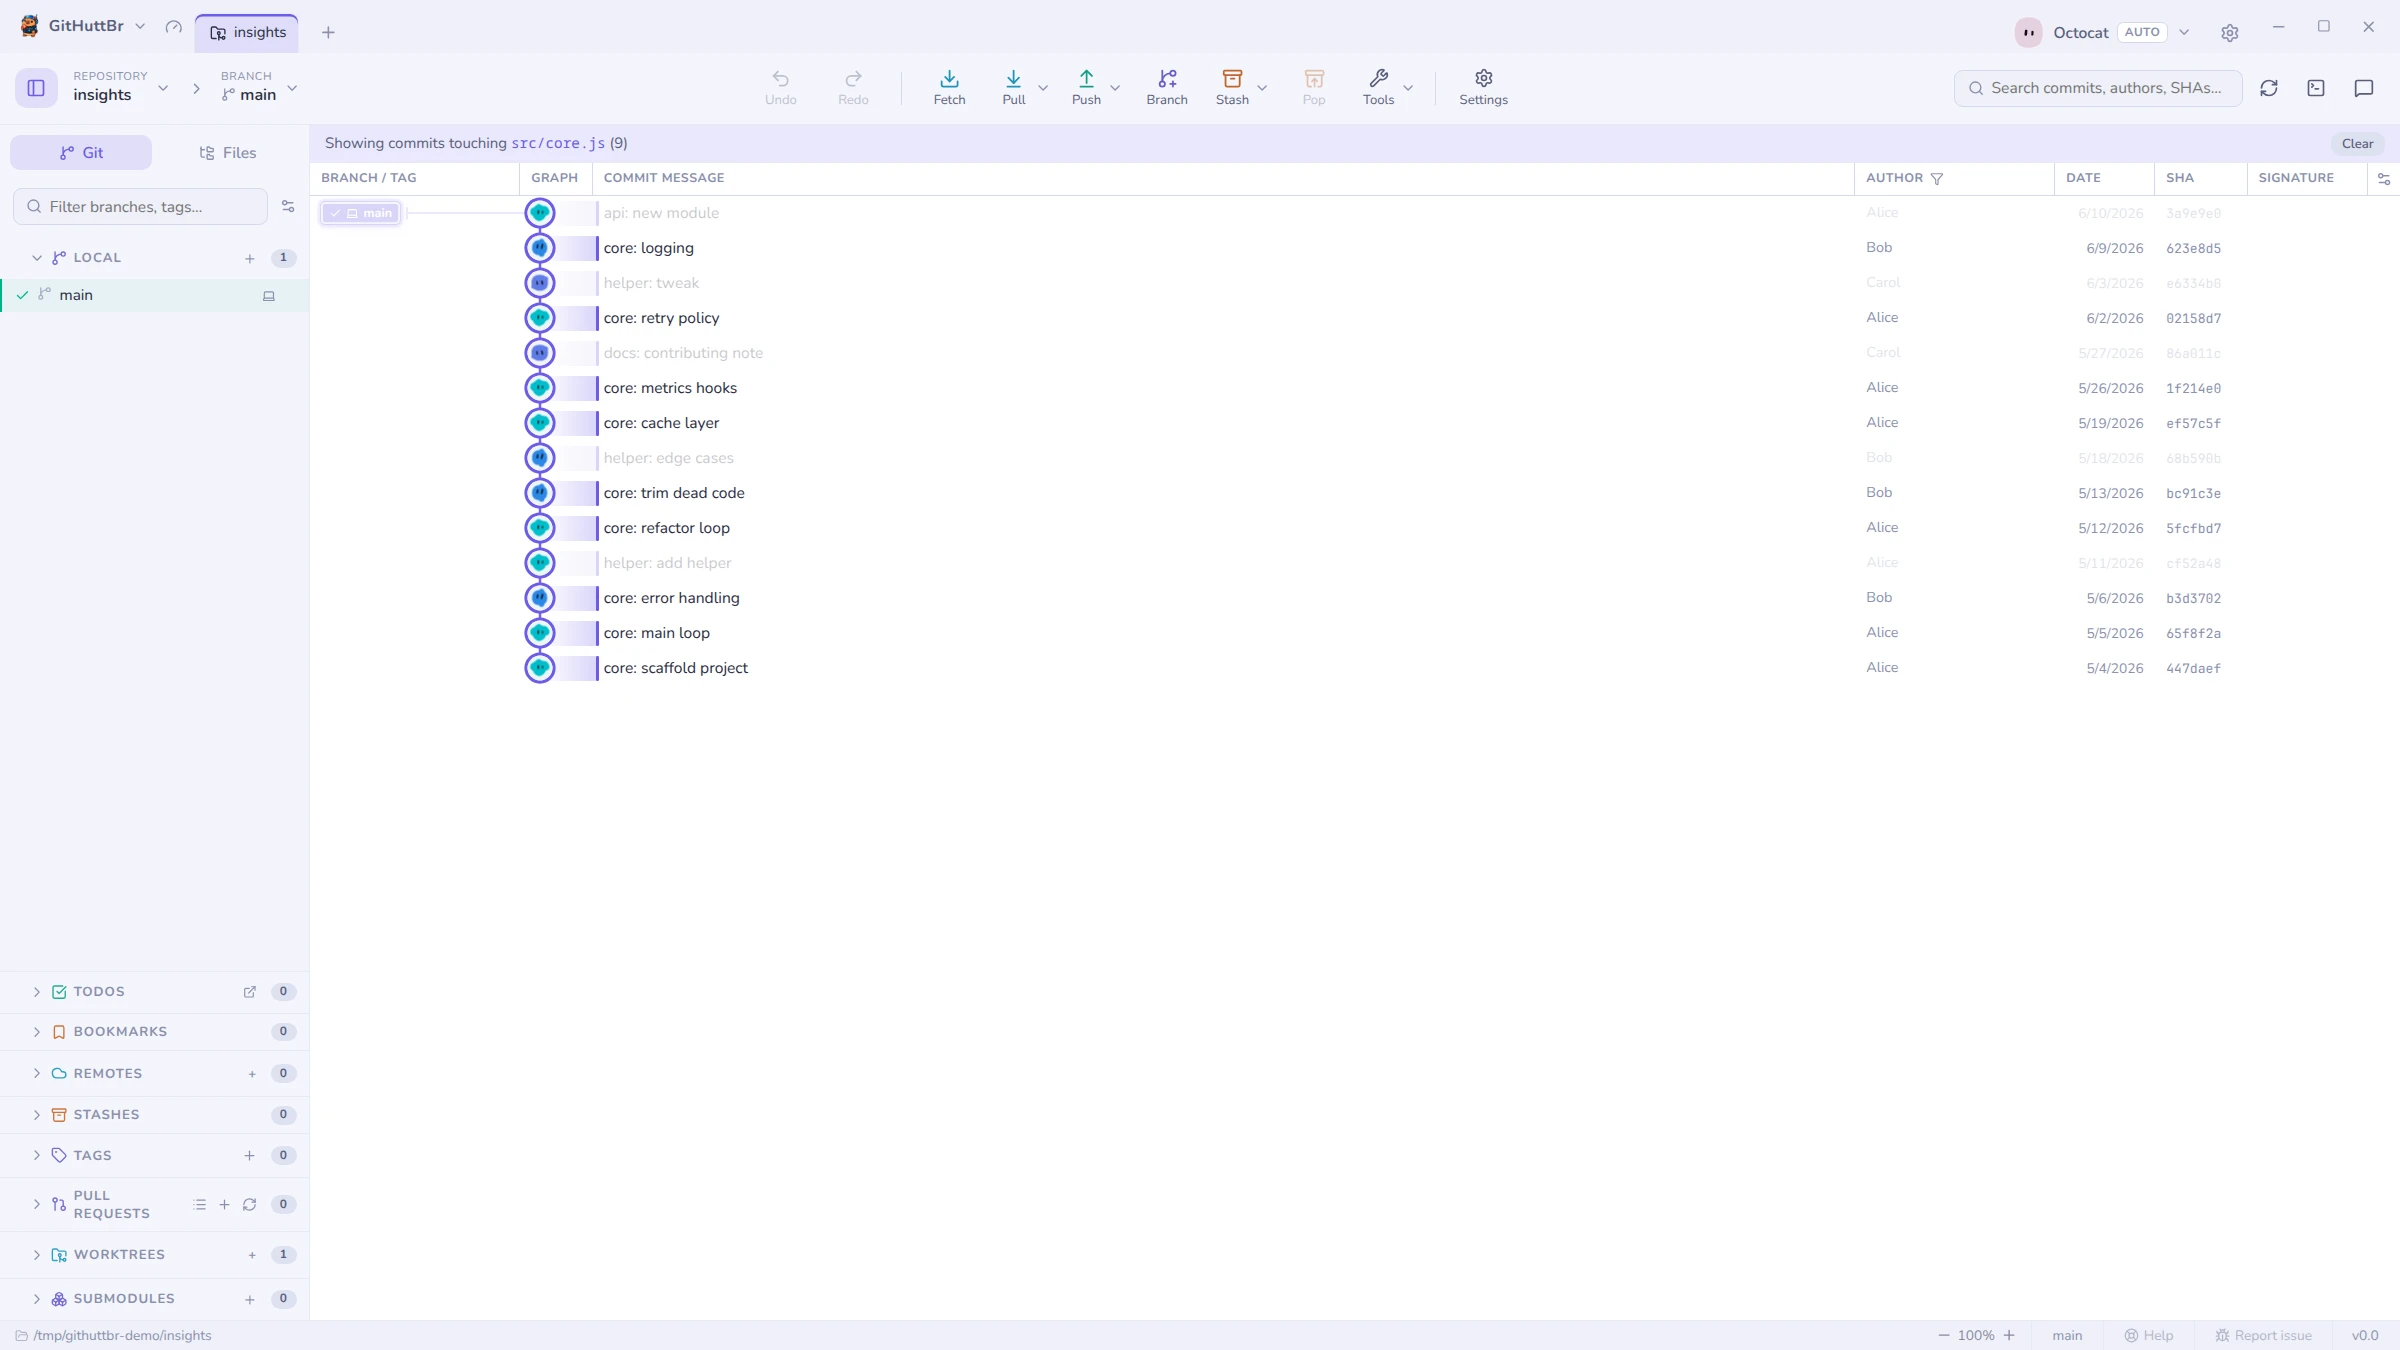 GitHuttBr
insights
Octocat AUTO
REPOSITORY
insights
BRANCH
main
Undo
Redo
Fetch
Pull
Push
Branch
Stash
Pop
Tools
Settings
Search commits, authors, SHAs...
Git
Files
Showing commits touching src/core.js (9)
Clear
Filter branches, tags...
LOCAL 1
main
BRANCH / TAG GRAPH COMMIT MESSAGE AUTHOR DATE SHA SIGNATURE
main api: new module Alice 6/10/2026 3a9e9e0
core: logging Bob 6/9/2026 623e8d5
helper: tweak Carol 6/3/2026 e6334b0
core: retry policy Alice 6/2/2026 02158d7
docs: contributing note Carol 5/27/2026 86a011c
core: metrics hooks Alice 5/26/2026 1f214e0
core: cache layer Alice 5/19/2026 ef57c5f
helper: edge cases Bob 5/18/2026 68b590b
core: trim dead code Bob 5/13/2026 bc91c3e
core: refactor loop Alice 5/12/2026 5fcfbd7
helper: add helper Alice 5/11/2026 cf52a48
core: error handling Bob 5/6/2026 b3d3702
core: main loop Alice 5/5/2026 65f8f2a
core: scaffold project Alice 5/4/2026 447daef
TODOS 0
BOOKMARKS 0
REMOTES 0
STASHES 0
TAGS 0
PULL
REQUESTS 0
WORKTREES 1
SUBMODULES 0
/tmp/githuttbr-demo/insights
100%
main
Help
Report issue
v0.0